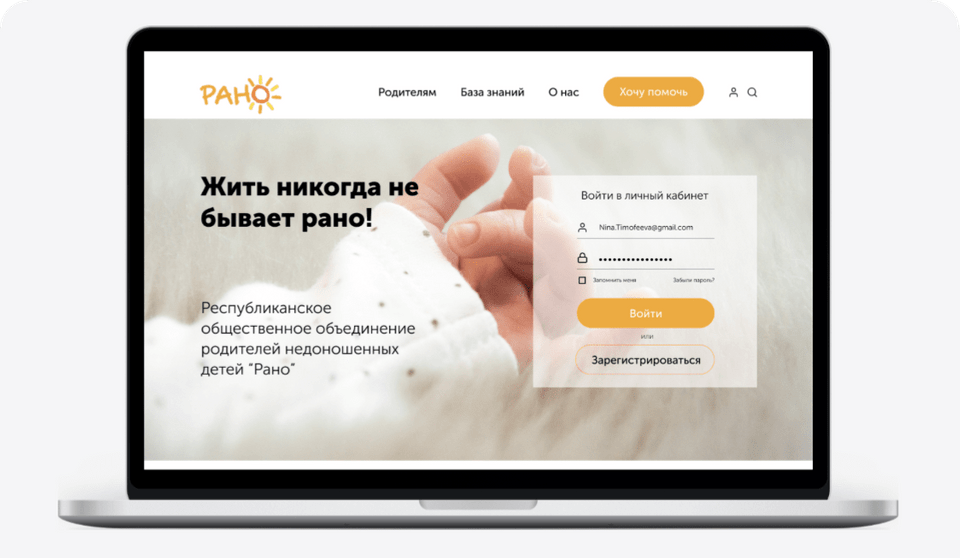 РАНО
Родителям
База знаний
О нас
Хочу помочь
Жить никогда не
бывает рано!
Республиканское
общественное объединение
родителей недоношенных
детей "Рано"
Войти в личный кабинет
Nina.Timofeeva@gmail.com
••••••••••••••••
Запомнить меня
Забыли пароль?
Войти
или
Зарегистрироваться